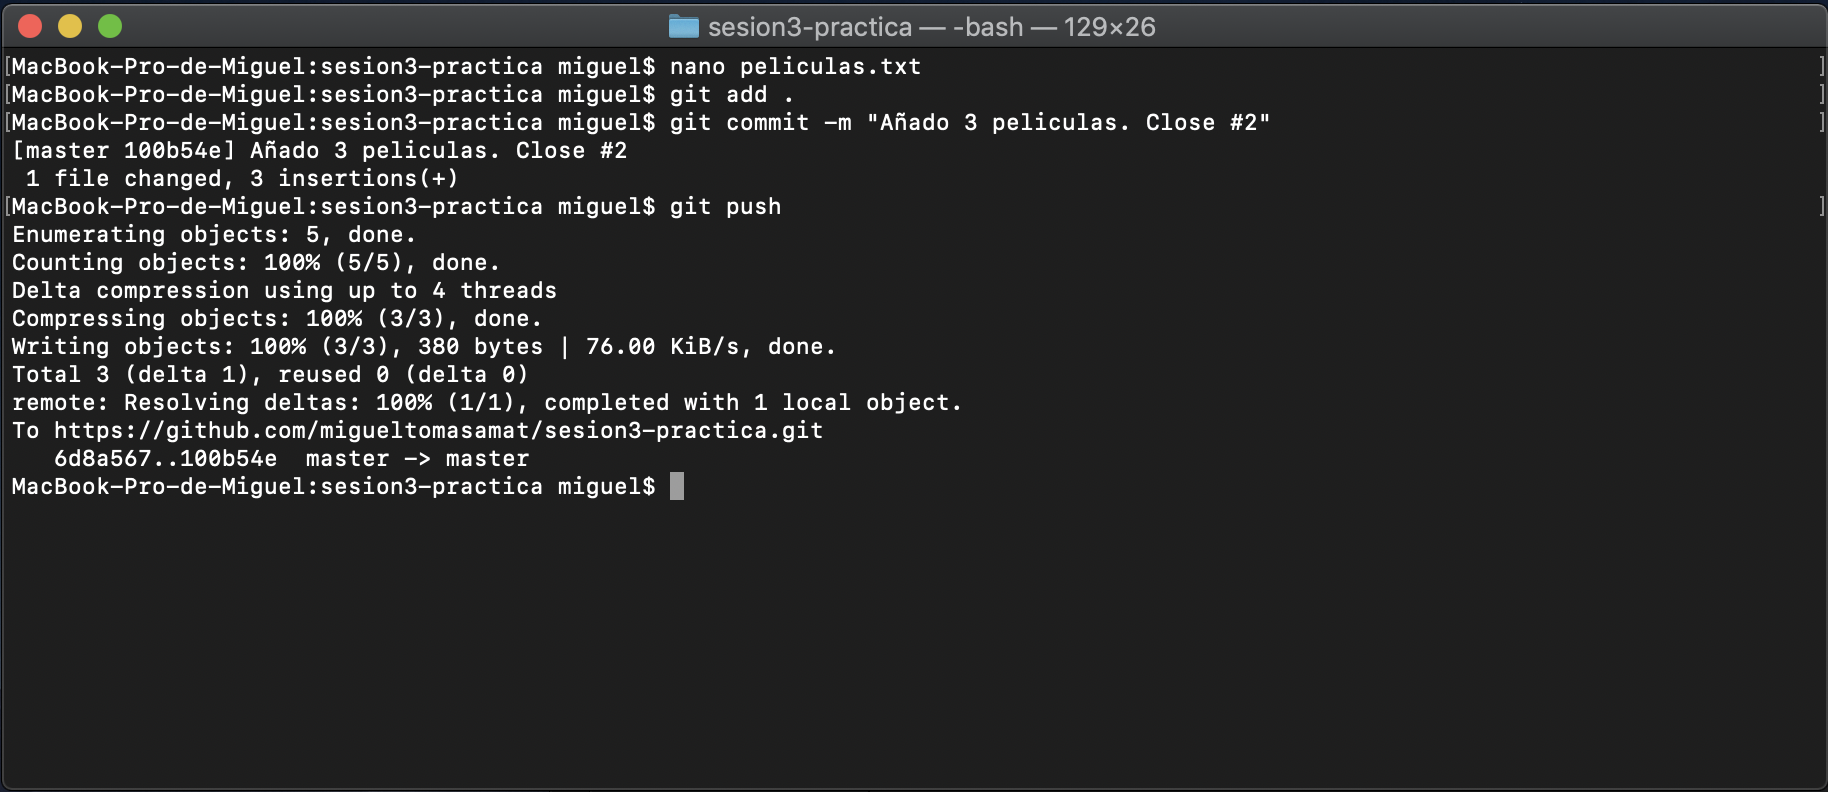 sesion3-practica — -bash — 129×26
[MacBook-Pro-de-Miguel:sesion3-practica miguel$ nano peliculas.txt ]
[MacBook-Pro-de-Miguel:sesion3-practica miguel$ git add . ]
[MacBook-Pro-de-Miguel:sesion3-practica miguel$ git commit -m "Añado 3 peliculas. Close #2" ]
[master 100b54e] Añado 3 peliculas. Close #2
 1 file changed, 3 insertions(+)
[MacBook-Pro-de-Miguel:sesion3-practica miguel$ git push ]
Enumerating objects: 5, done.
Counting objects: 100% (5/5), done.
Delta compression using up to 4 threads
Compressing objects: 100% (3/3), done.
Writing objects: 100% (3/3), 380 bytes | 76.00 KiB/s, done.
Total 3 (delta 1), reused 0 (delta 0)
remote: Resolving deltas: 100% (1/1), completed with 1 local object.
To https://github.com/migueltomasamat/sesion3-practica.git
   6d8a567..100b54e  master -> master
MacBook-Pro-de-Miguel:sesion3-practica miguel$